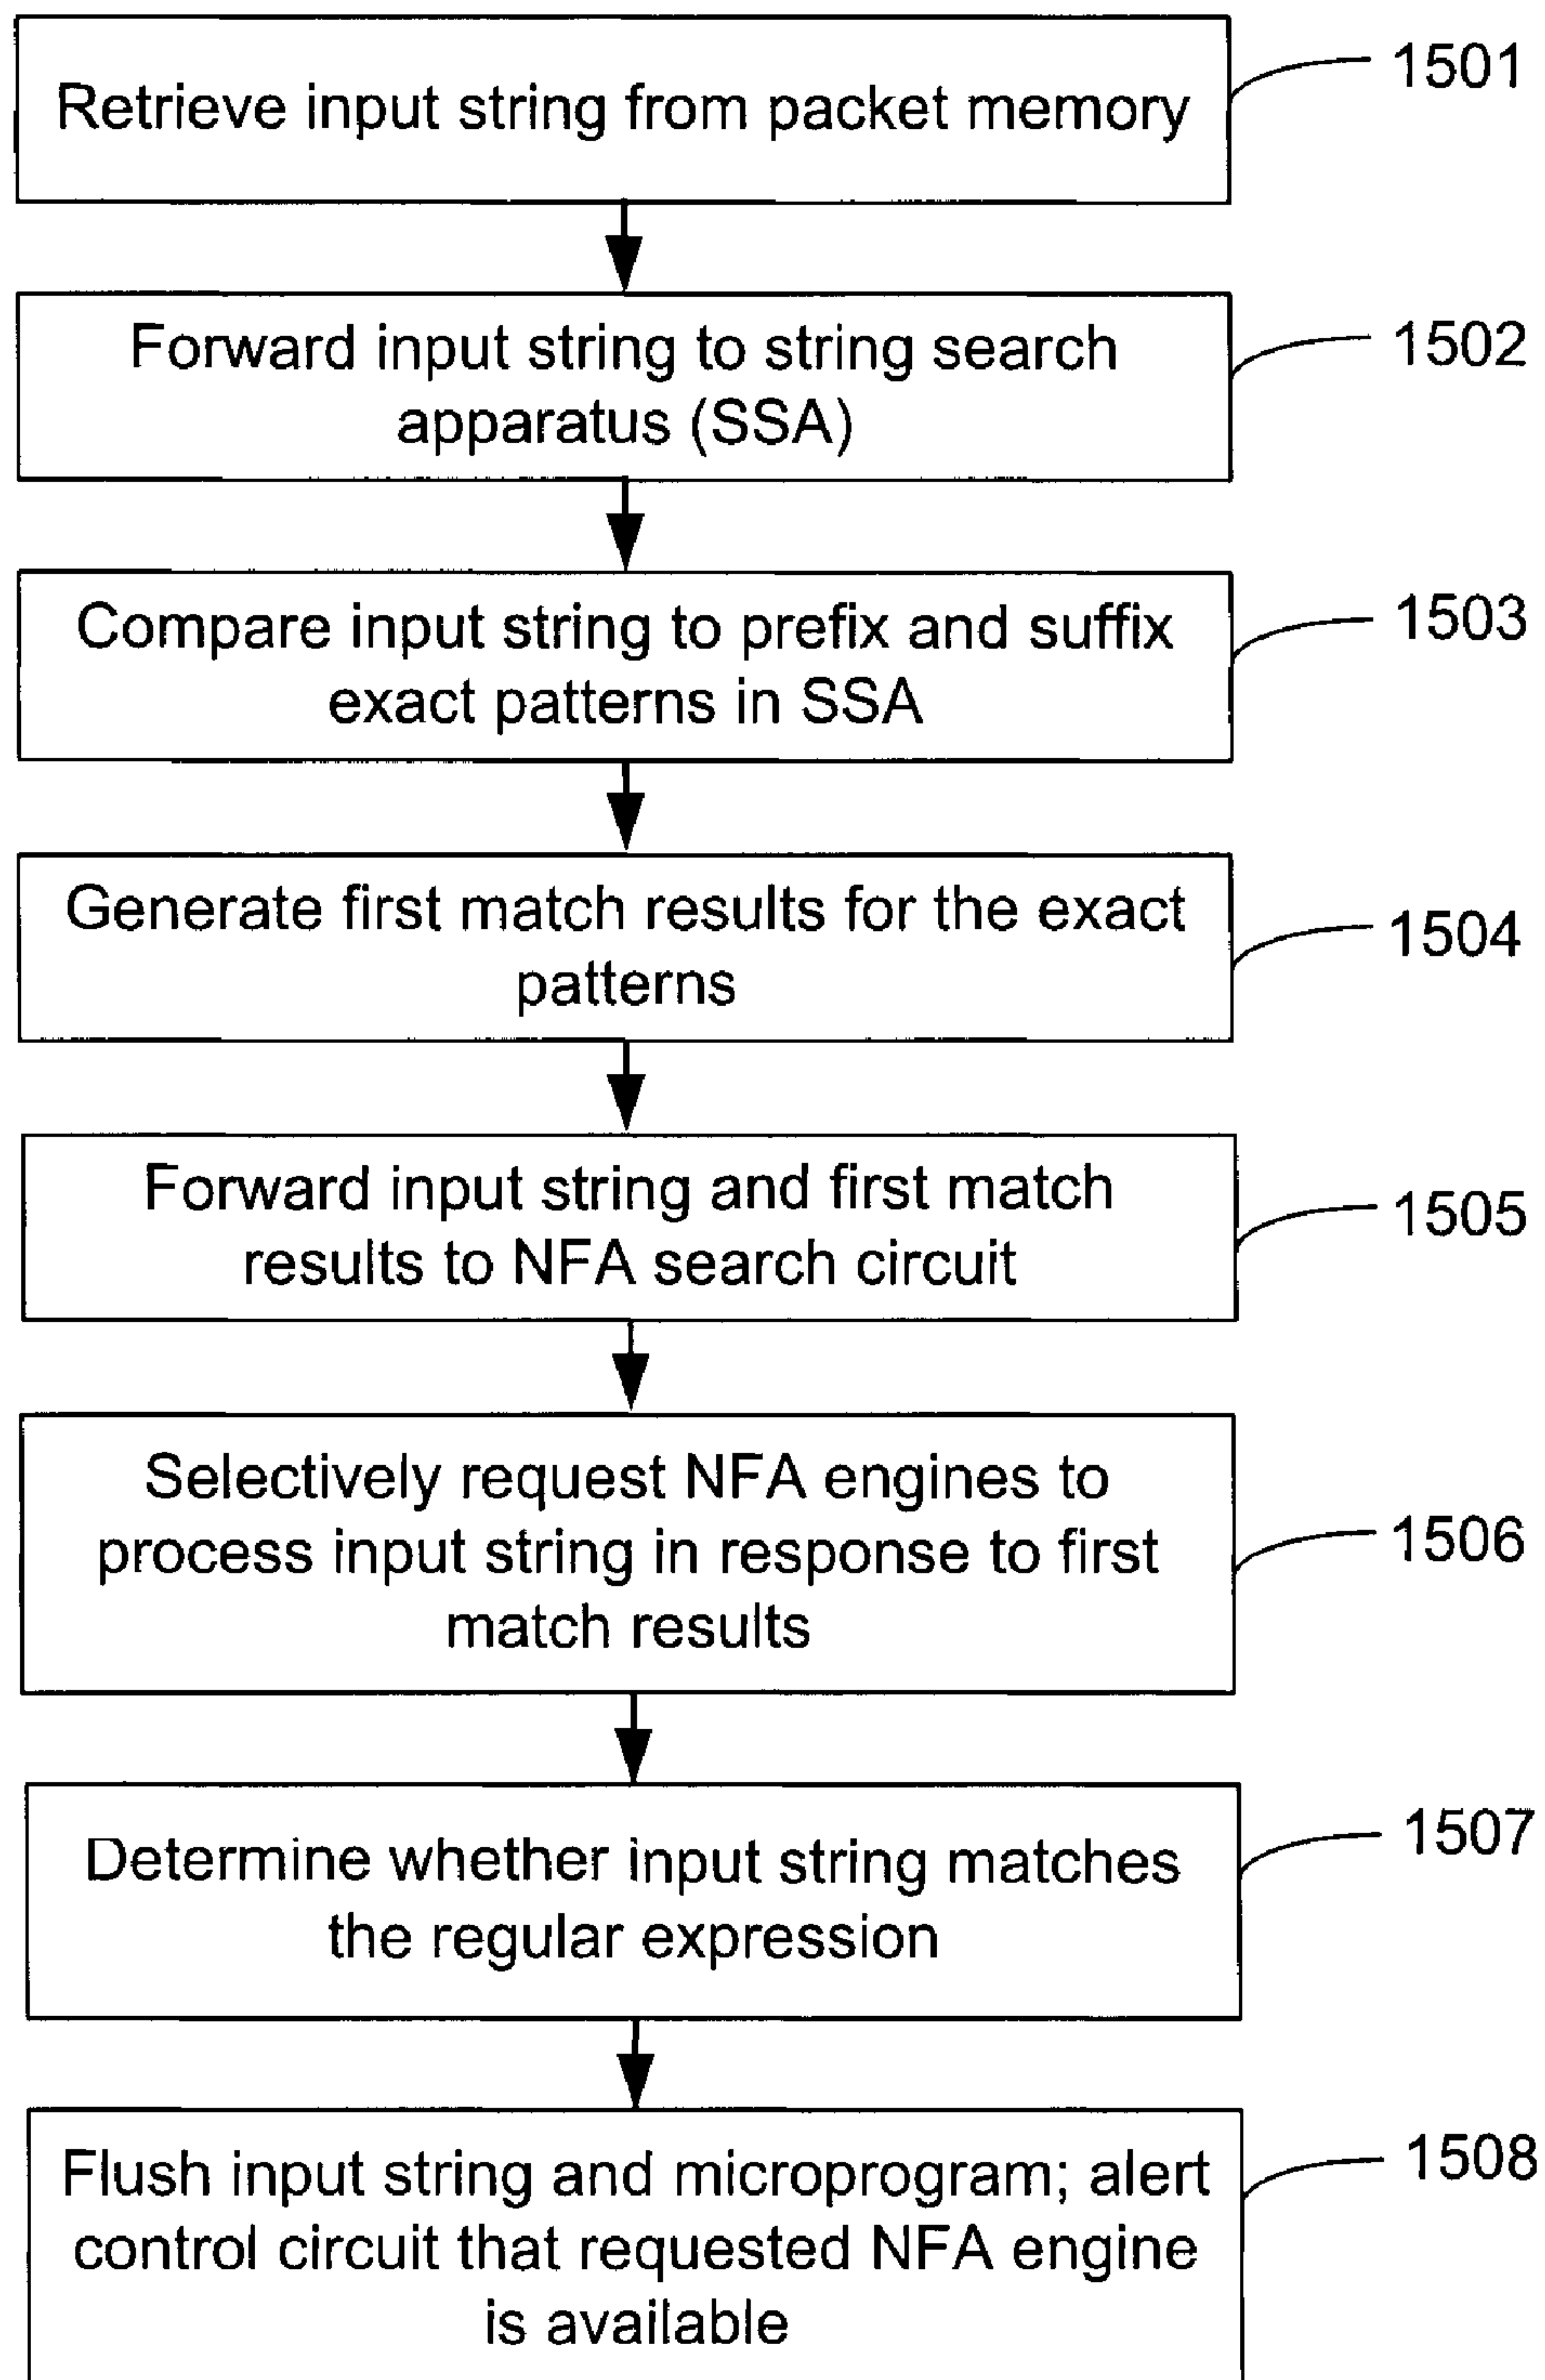 Retrieve input string from packet memory
1501
Forward input string to string search
apparatus (SSA)
1502
Compare input string to prefix and suffix
exact patterns in SSA
1503
Generate first match results for the exact
patterns
1504
Forward input string and first match
results to NFA search circuit
1505
Selectively request NFA engines to
process input string in response to first
match results
1506
Determine whether input string matches
the regular expression
1507
Flush input string and microprogram; alert
control circuit that requested NFA engine
is available
1508